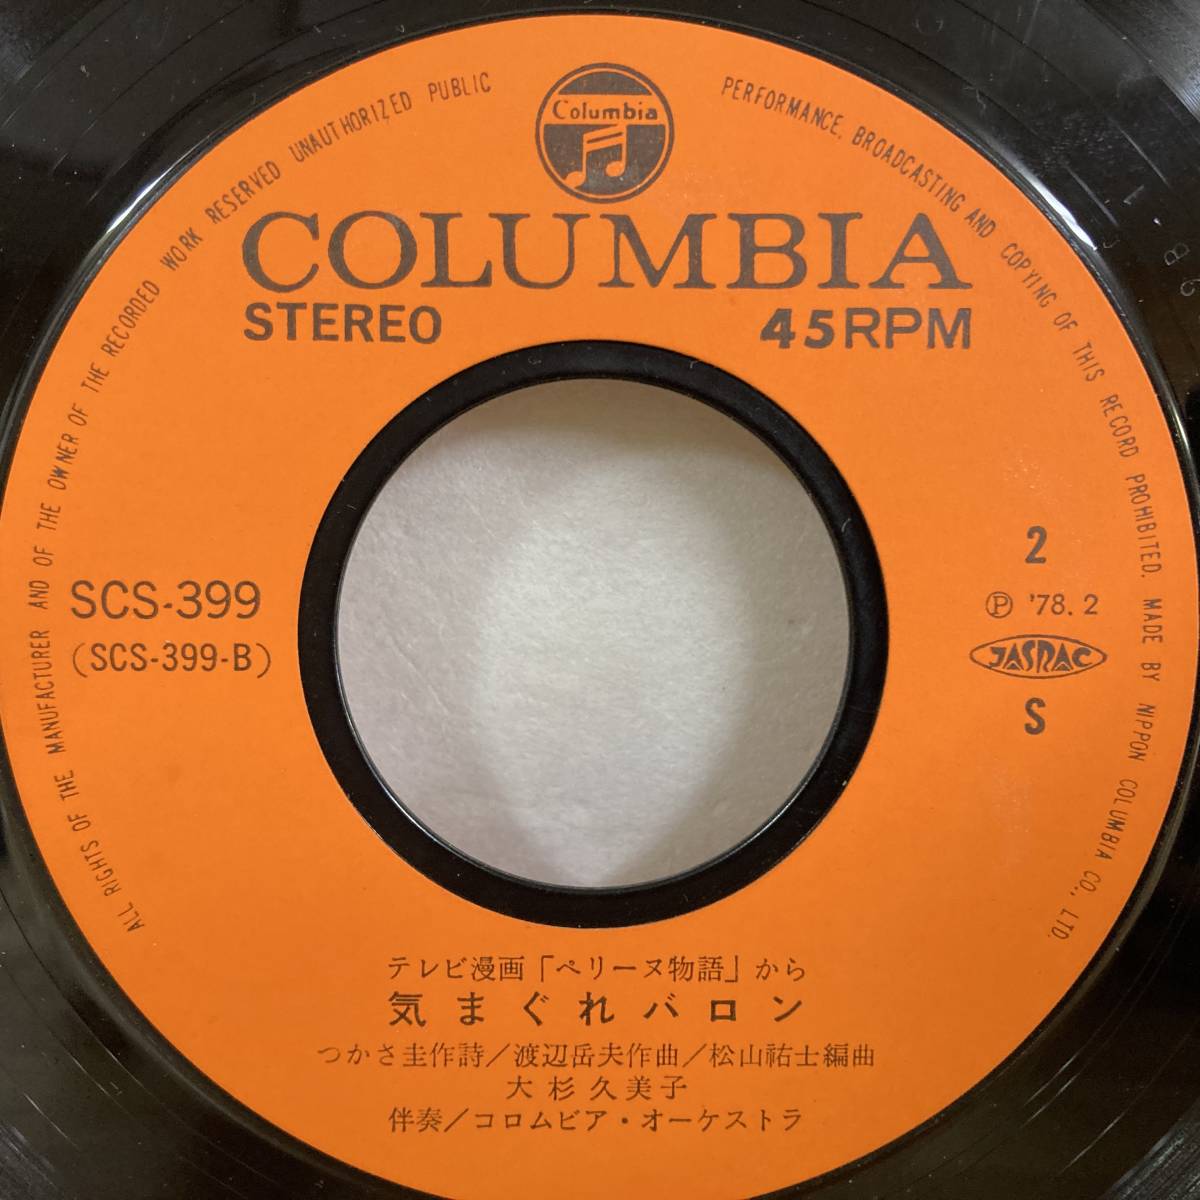 Columbia
COLUMBIA
STEREO 45RPM
ALL RIGHTS OF THE MANUFACTURER AND OF THE OWNER OF THE RECORDED WORK RESERVED UNAUTHORIZED PUBLIC PERFORMANCE, BROADCASTING AND COPYING OF THIS RECORD PROHIBITED. MADE BY NIPPON COLUMBIA CO., LTD.
SCS-399
(SCS-399-B)
2
Ⓟ '78.2
JASRAC
S
テレビ漫画「ペリーヌ物語」から
気まぐれバロン
つかさ圭作詩/渡辺岳夫作曲/松山祐士編曲
大杉久美子
伴奏/コロムビア・オーケストラ